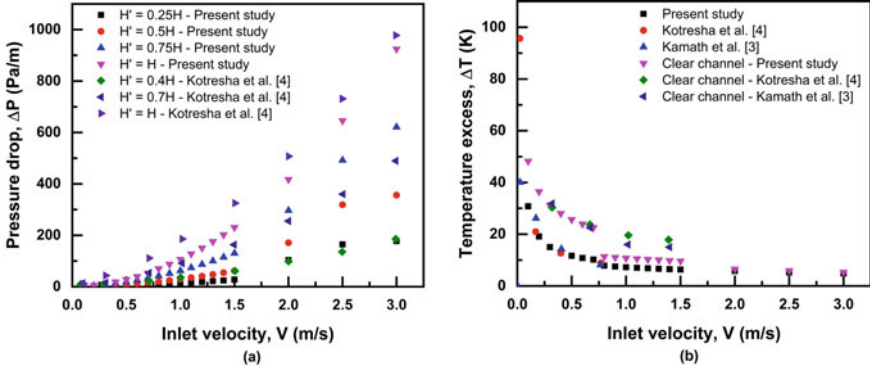 H' = 0.25H - Present study
H' = 0.5H - Present study
H' = 0.75H - Present study
H' = H - Present study
H' = 0.4H - Kotresha et al. [4]
H' = 0.7H - Kotresha et al. [4]
H' = H - Kotresha et al. [4]
Pressure drop, ΔP (Pa/m)
1000
800
600
400
200
0
0.0 0.5 1.0 1.5 2.0 2.5 3.0
Inlet velocity, V (m/s)
(a)
Present study
Kotresha et al. [4]
Kamath et al. [3]
Clear channel - Present study
Clear channel - Kotresha et al. [4]
Clear channel - Kamath et al. [3]
Temperature excess, ΔT (K)
100
80
60
40
20
0
0.0 0.5 1.0 1.5 2.0 2.5 3.0
Inlet velocity, V (m/s)
(b)